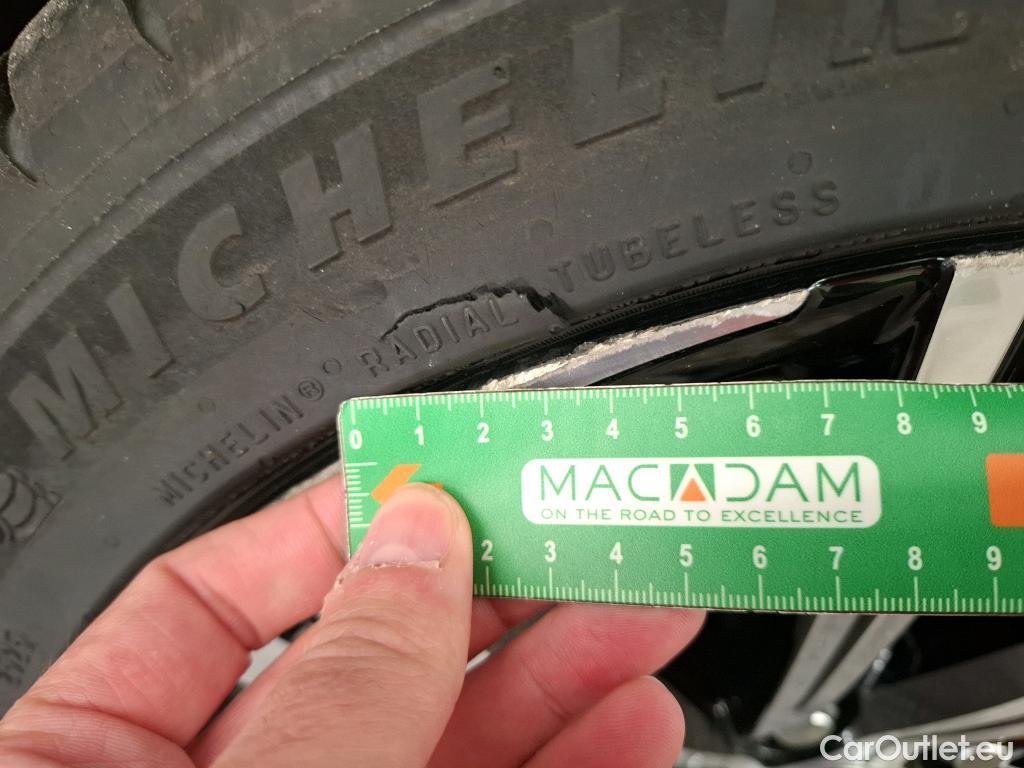 MICHELIN
MICHELIN® RADIAL TUBELESS
0 1 2 3 4 5 6 7 8 9
MACADAM
ON THE ROAD TO EXCELLENCE
2 3 4 5 6 7 8 9
CarOutlet.eu